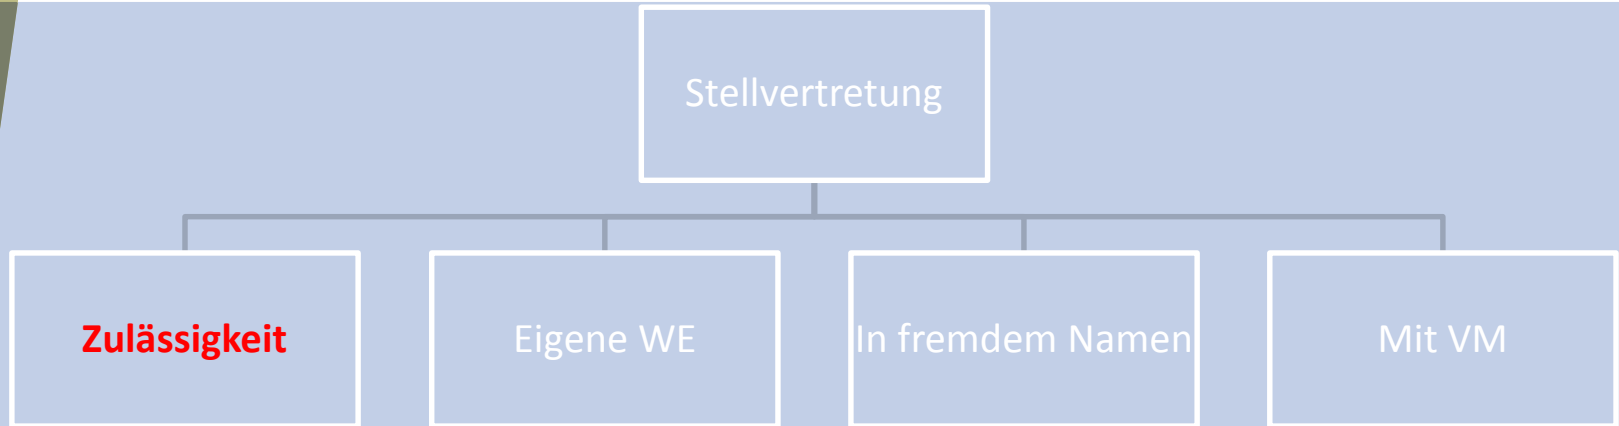 Stellvertretung
Zulässigkeit
Eigene WE
In fremdem Namen
Mit VM